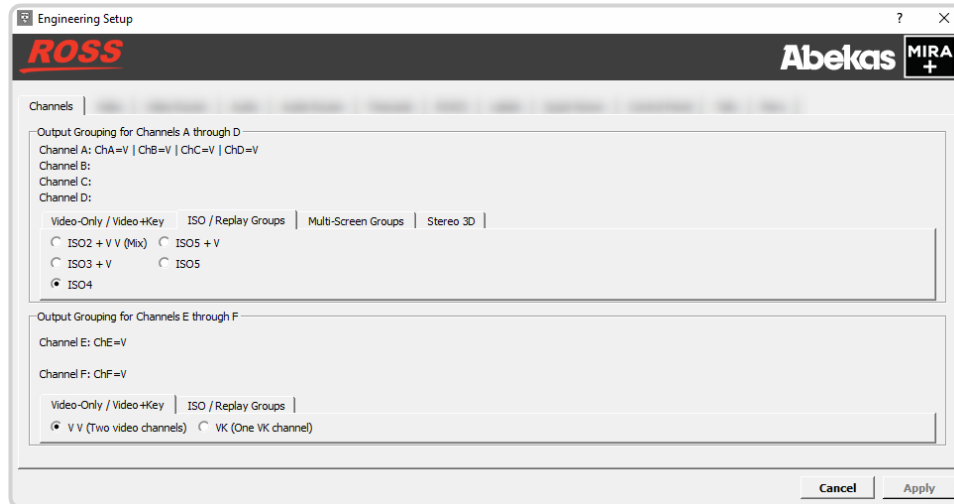 Engineering Setup ? X
ROSS Abekas MIRA +
Channels
Output Grouping for Channels A through D
Channel A: ChA=V | ChB=V | ChC=V | ChD=V
Channel B:
Channel C:
Channel D:
Video-Only / Video+Key ISO / Replay Groups Multi-Screen Groups Stereo 3D
ISO2 + V V (Mix) ISO5 + V
ISO3 + V ISO5
ISO4
Output Grouping for Channels E through F
Channel E: ChE=V
Channel F: ChF=V
Video-Only / Video+Key ISO / Replay Groups
V V (Two video channels) VK (One VK channel)
Cancel Apply